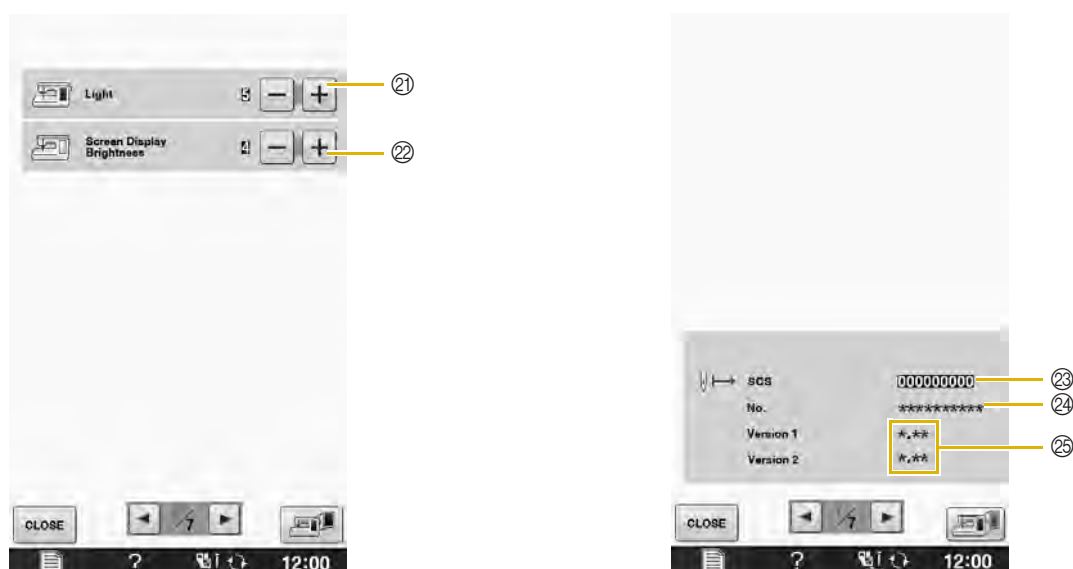 Light 5 − + ㉑
Screen Display
Brightness 4 − + ㉒
CLOSE /7
? 12:00
SCS 000000000 ㉓
No. ********** ㉔
Version 1 *.** ㉕
Version 2 *.**
CLOSE /7
? 12:00